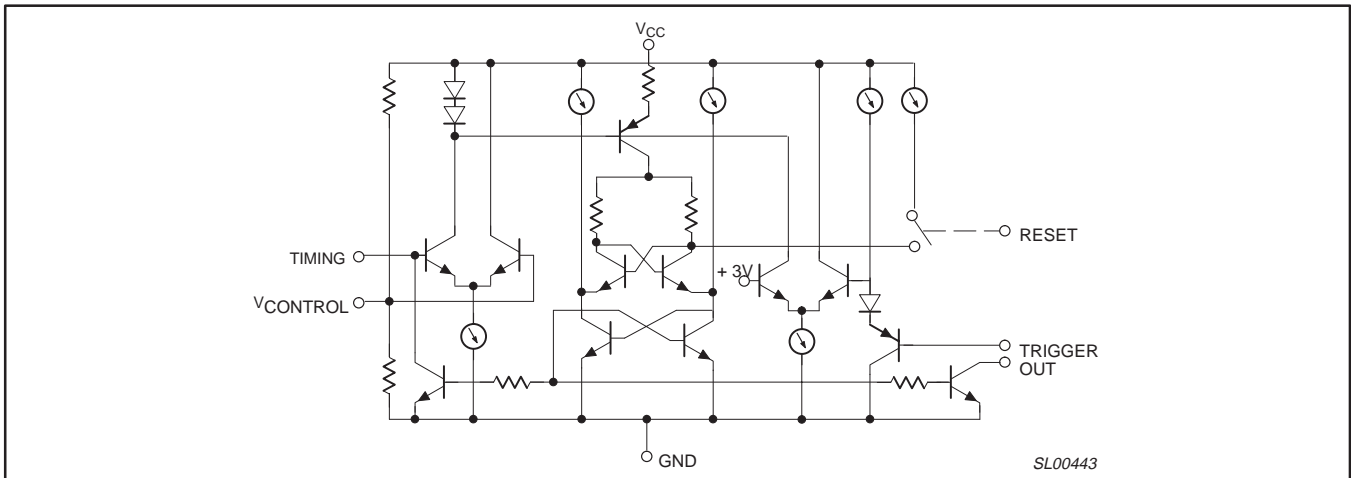 VCC
TIMING
VCONTROL
+ 3V
RESET
TRIGGER
OUT
GND
SL00443